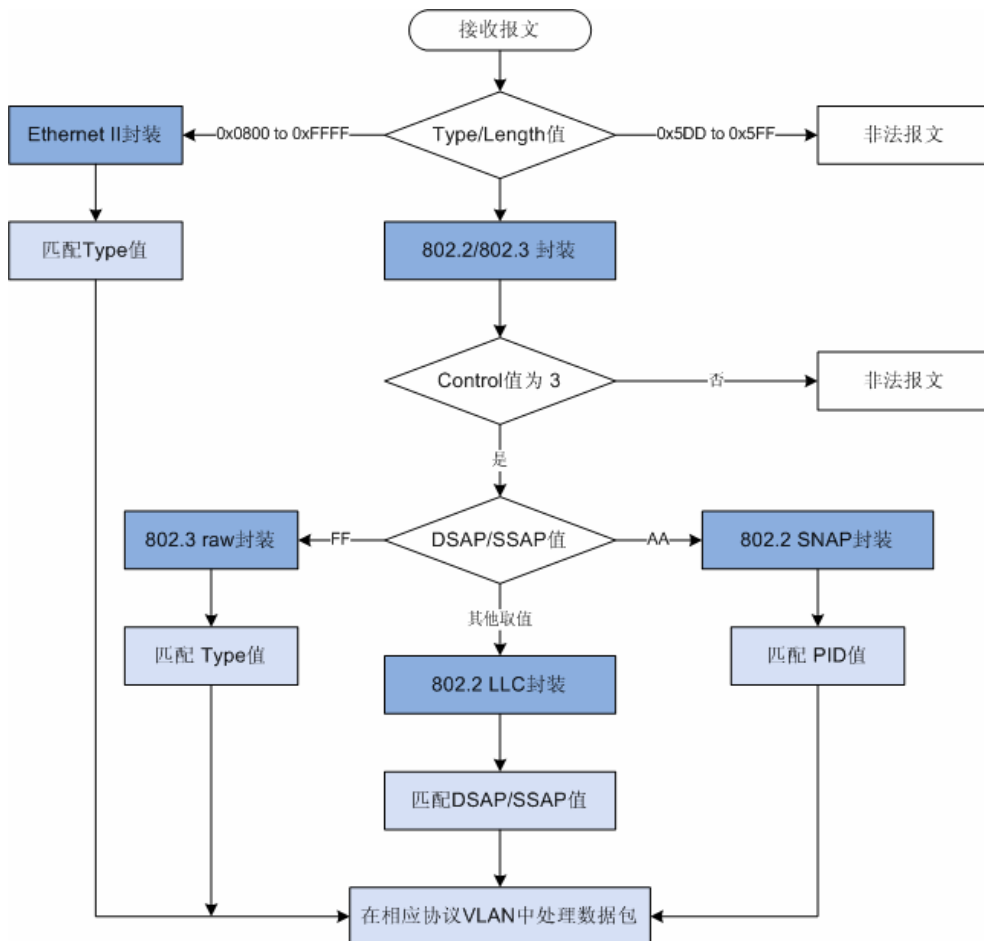 接收报文
Ethernet II封装
0x0800 to 0xFFFF
Type/Length值
0x5DD to 0x5FF
非法报文
匹配Type值
802.2/802.3 封装
Control值为 3
否
非法报文
是
802.3 raw封装
FF
DSAP/SSAP值
AA
802.2 SNAP封装
其他取值
匹配 Type值
匹配 PID值
802.2 LLC封装
匹配DSAP/SSAP值
在相应协议VLAN中处理数据包